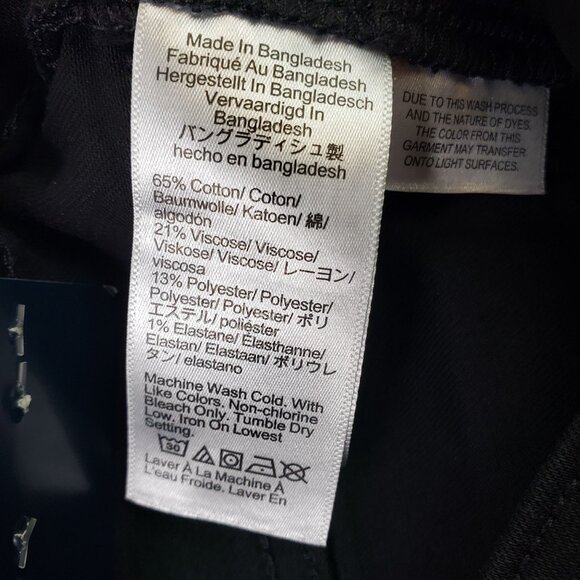 Made In Bangladesh
Fabriqué Au Bangladesh
Hergestellt In Bangladesch
Vervaardigd In
Bangladesh
バングラディシュ製
hecho en bangladesh
65% Cotton/ Coton/
Baumwolle/ Katoen/ 綿/
algodón
21% Viscose/ Viscose/
Viskose/ Viscose/ レーヨン/
viscosa
13% Polyester/ Polyester/
Polyester/ Polyester/ ポリ
エステル/ poliéster
1% Elastane/ Élasthanne/
Elastan/ Elastaan/ ポリウレ
タン/ elastano
Machine Wash Cold. With
Like Colors. Non-chlorine
Bleach Only. Tumble Dry
Low. Iron On Lowest
Setting.
30
Laver À La Machine À
L'eau Froide. Laver En
DUE TO THIS WASH PROCESS
AND THE NATURE OF DYES.
THE COLOR FROM THIS
GARMENT MAY TRANSFER
ONTO LIGHT SURFACES.